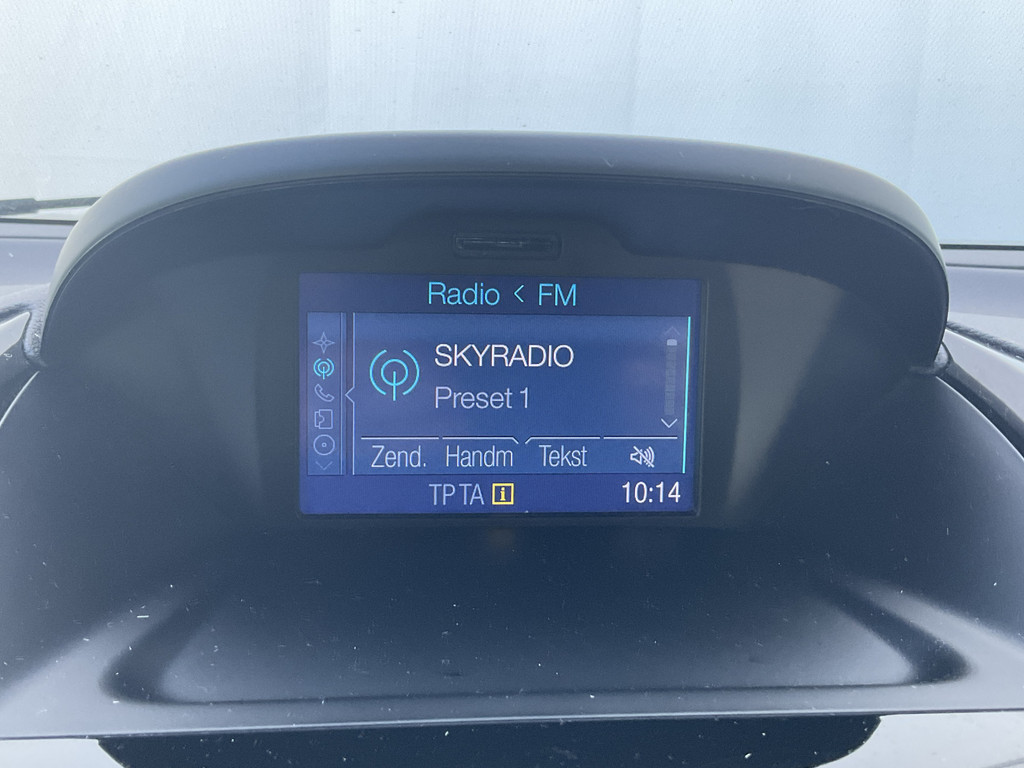 Radio < FM
SKYRADIO
Preset 1
Zend. Handm Tekst
TP TA i 10:14